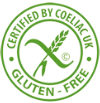 CERTIFIED BY COELIAC UK
©
GLUTEN - FREE